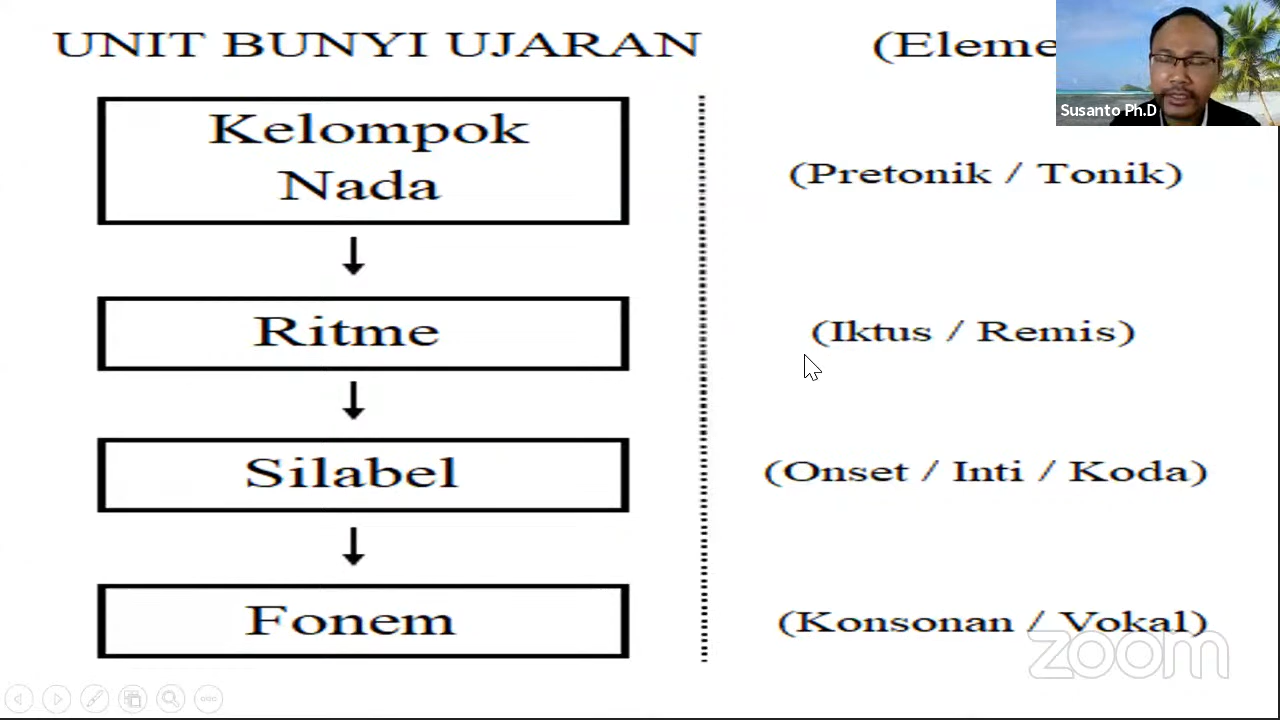 UNIT BUNYI UJARAN
Kelompok
Nada
(Pretonik / Tonik)
Ritme
(Iktus / Remis)
Silabel
(Onset / Inti / Koda)
Fonem
(Konsonan / Vokal)
Susanto Ph.D
zoom